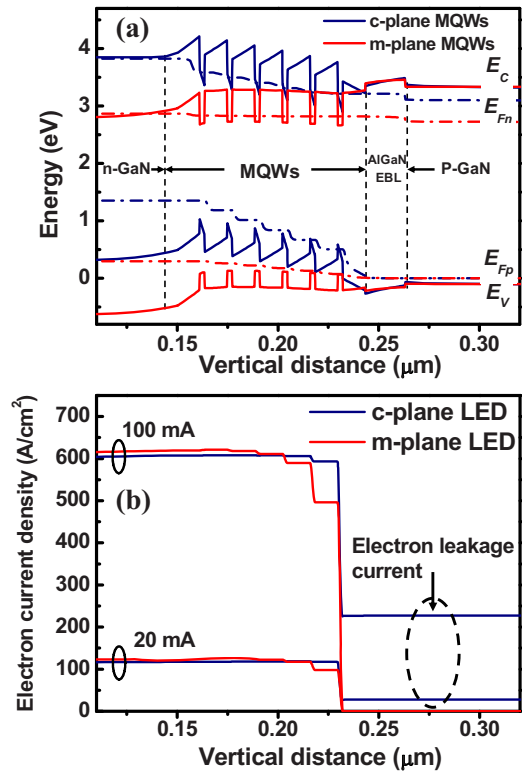 (a)
c-plane MQWs
m-plane MQWs
E_C
E_Fn
n-GaN
MQWs
AlGaN
EBL
P-GaN
E_Fp
E_V
Energy (eV)
5
4
3
2
1
0
0.15
0.20
0.25
0.30
Vertical distance (μm)
(b)
c-plane LED
m-plane LED
100 mA
Electron leakage
current
20 mA
Electron current density (A/cm²)
700
600
500
400
300
200
100
0
0.15
0.20
0.25
0.30
Vertical distance (μm)